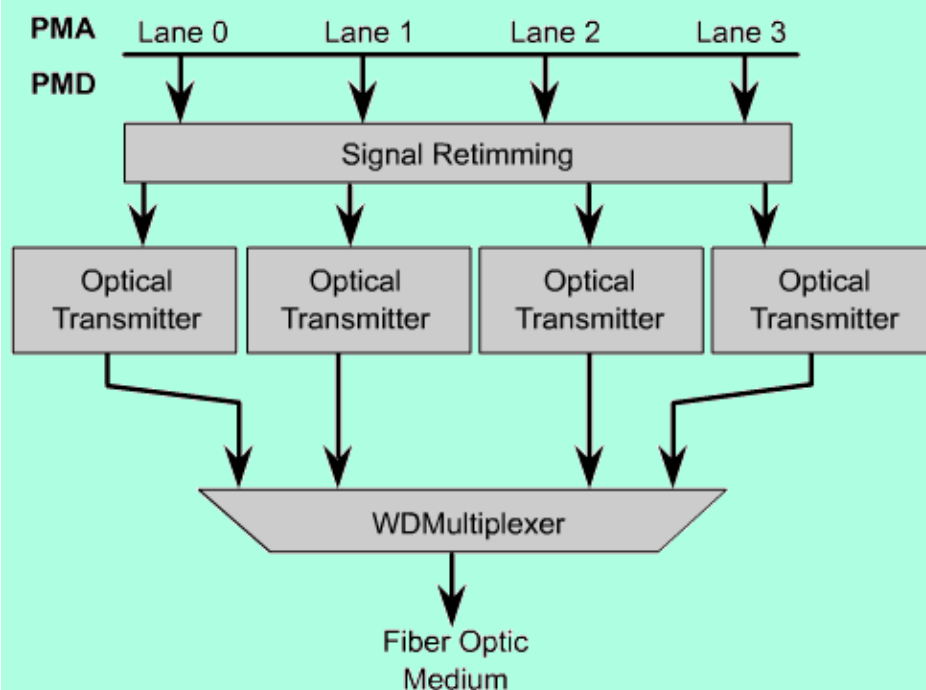 PMA Lane 0 Lane 1 Lane 2 Lane 3
PMD
Signal Retimming
Optical Transmitter
Optical Transmitter
Optical Transmitter
Optical Transmitter
WDMultiplexer
Fiber Optic
Medium